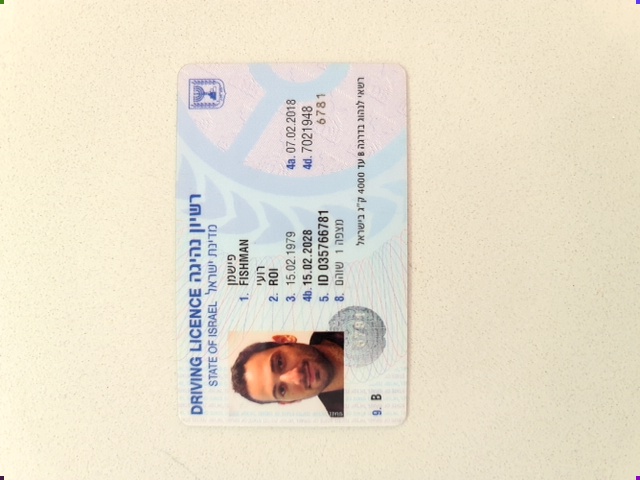 רשיון נהיגה DRIVING LICENCE
מדינת ישראל STATE OF ISRAEL
פישמן
1. FISHMAN
רועי
2. ROI
3. 15.02.1979
4a. 07.02.2018
4b. 15.02.2028
4d. 7021948
5. ID 035766781
6781
8. מצפה 1 שוהם
9. B
רשאי לנהוג בדרגה B עד 4000 ק"ג בישראל
6781